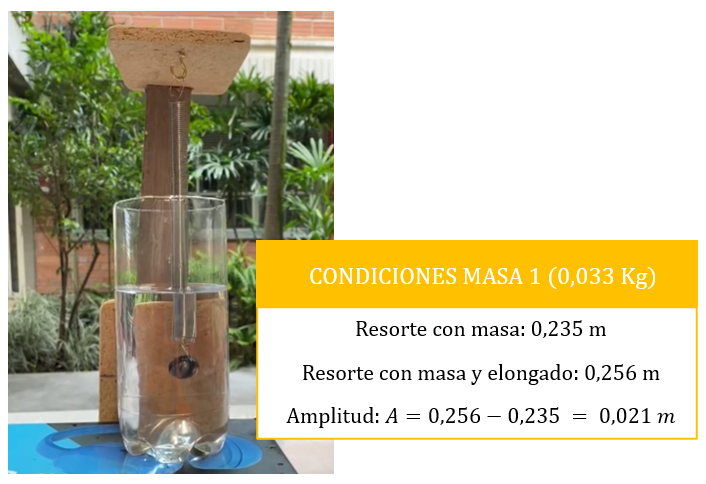 CONDICIONES MASA 1 (0,033 Kg)
Resorte con masa: 0,235 m
Resorte con masa y elongado: 0,256 m
Amplitud: A = 0,256 − 0,235 = 0,021 m